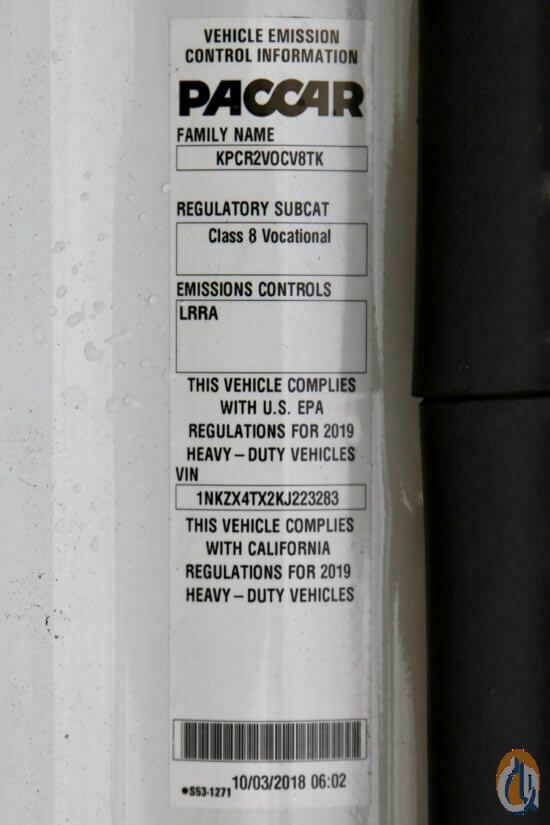 VEHICLE EMISSION
CONTROL INFORMATION
PACCAR
FAMILY NAME
KPCR2VOCV8TK
REGULATORY SUBCAT
Class 8 Vocational
EMISSIONS CONTROLS
LRRA
THIS VEHICLE COMPLIES
WITH U.S. EPA
REGULATIONS FOR 2019
HEAVY – DUTY VEHICLES
VIN
1NKZX4TX2KJ223283
THIS VEHICLE COMPLIES
WITH CALIFORNIA
REGULATIONS FOR 2019
HEAVY – DUTY VEHICLES
•S53-1271 10/03/2018 06:02